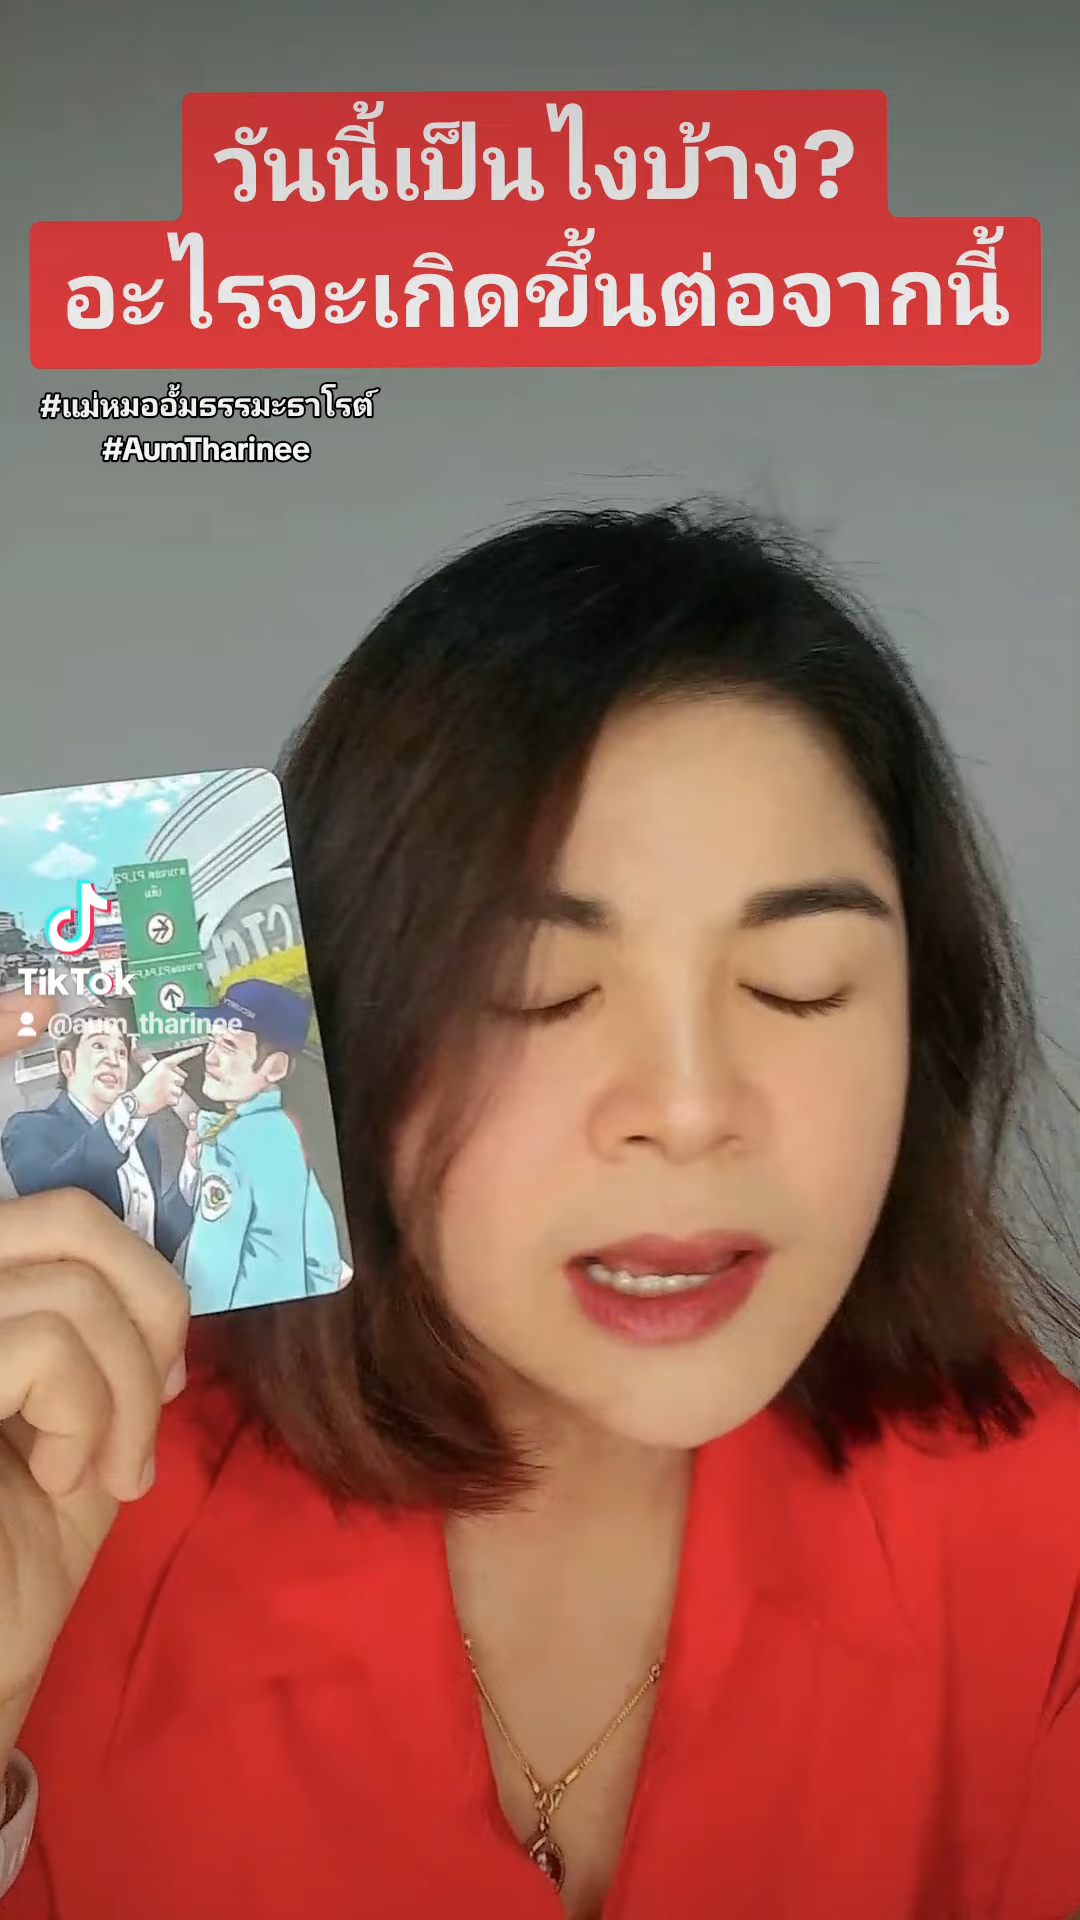 วันนี้เป็นไงบ้าง?
อะไรจะเกิดขึ้นต่อจากนี้
#แม่หมออั้มธรรมะธาโรต์
#AumTharinee
TikTok
@aum_tharinee